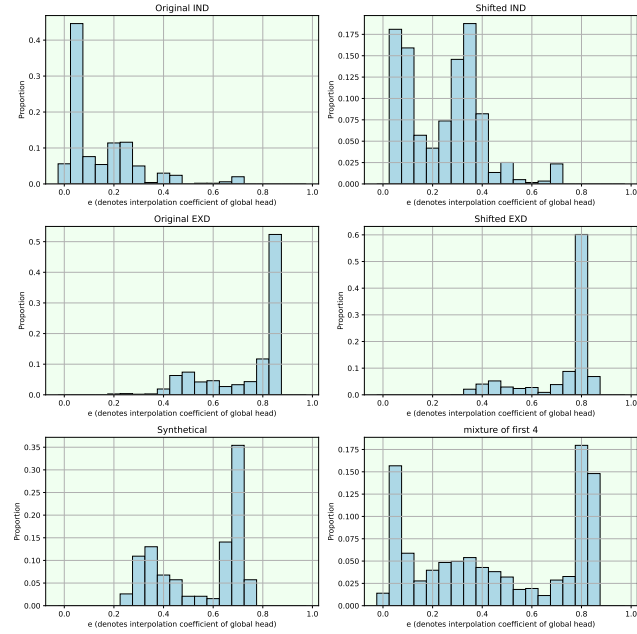 Original IND
Proportion
0.4
0.3
0.2
0.1
0.0
0.0 0.2 0.4 0.6 0.8 1.0
e (denotes interpolation coefficient of global head)
Shifted IND
Proportion
0.175
0.150
0.125
0.100
0.075
0.050
0.025
0.000
0.0 0.2 0.4 0.6 0.8 1.0
e (denotes interpolation coefficient of global head)
Original EXD
Proportion
0.5
0.4
0.3
0.2
0.1
0.0
0.0 0.2 0.4 0.6 0.8 1.0
e (denotes interpolation coefficient of global head)
Shifted EXD
Proportion
0.6
0.5
0.4
0.3
0.2
0.1
0.0
0.0 0.2 0.4 0.6 0.8 1.0
e (denotes interpolation coefficient of global head)
Synthetical
Proportion
0.35
0.30
0.25
0.20
0.15
0.10
0.05
0.00
0.0 0.2 0.4 0.6 0.8 1.0
e (denotes interpolation coefficient of global head)
mixture of first 4
Proportion
0.175
0.150
0.125
0.100
0.075
0.050
0.025
0.000
0.0 0.2 0.4 0.6 0.8 1.0
e (denotes interpolation coefficient of global head)